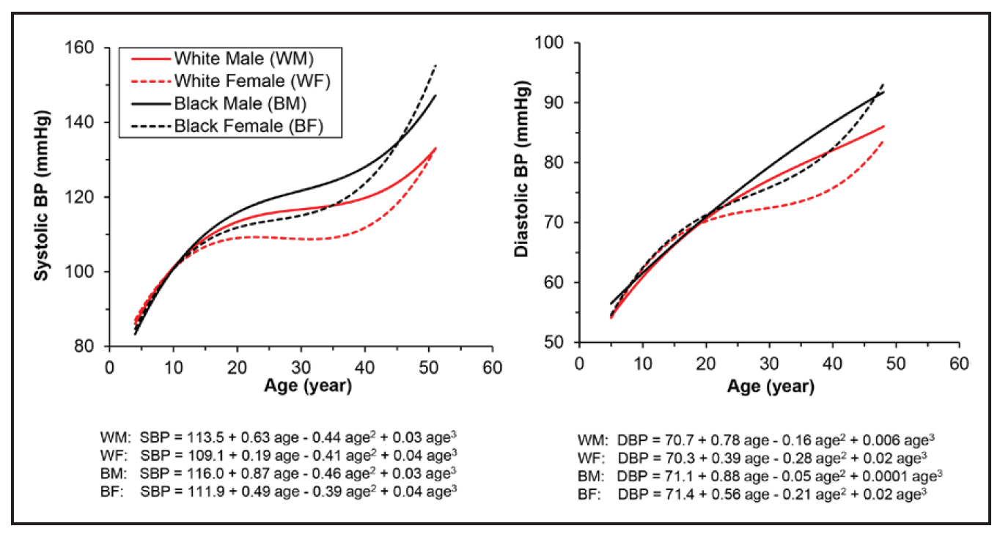 160
140
120
100
80
Systolic BP (mmHg)
White Male (WM)
White Female (WF)
Black Male (BM)
Black Female (BF)
0 10 20 30 40 50 60
Age (year)
WM: SBP = 113.5 + 0.63 age - 0.44 age² + 0.03 age³
WF: SBP = 109.1 + 0.19 age - 0.41 age² + 0.04 age³
BM: SBP = 116.0 + 0.87 age - 0.46 age² + 0.03 age³
BF: SBP = 111.9 + 0.49 age - 0.39 age² + 0.04 age³
100
90
80
70
60
50
Diastolic BP (mmHg)
0 10 20 30 40 50 60
Age (year)
WM: DBP = 70.7 + 0.78 age - 0.16 age² + 0.006 age³
WF: DBP = 70.3 + 0.39 age - 0.28 age² + 0.02 age³
BM: DBP = 71.1 + 0.88 age - 0.05 age² + 0.0001 age³
BF: DBP = 71.4 + 0.56 age - 0.21 age² + 0.02 age³